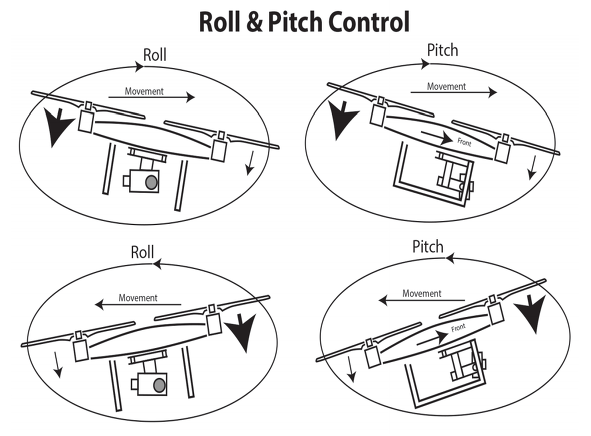 Roll & Pitch Control
Roll
Movement
Pitch
Movement
Front
Roll
Movement
Pitch
Movement
Front